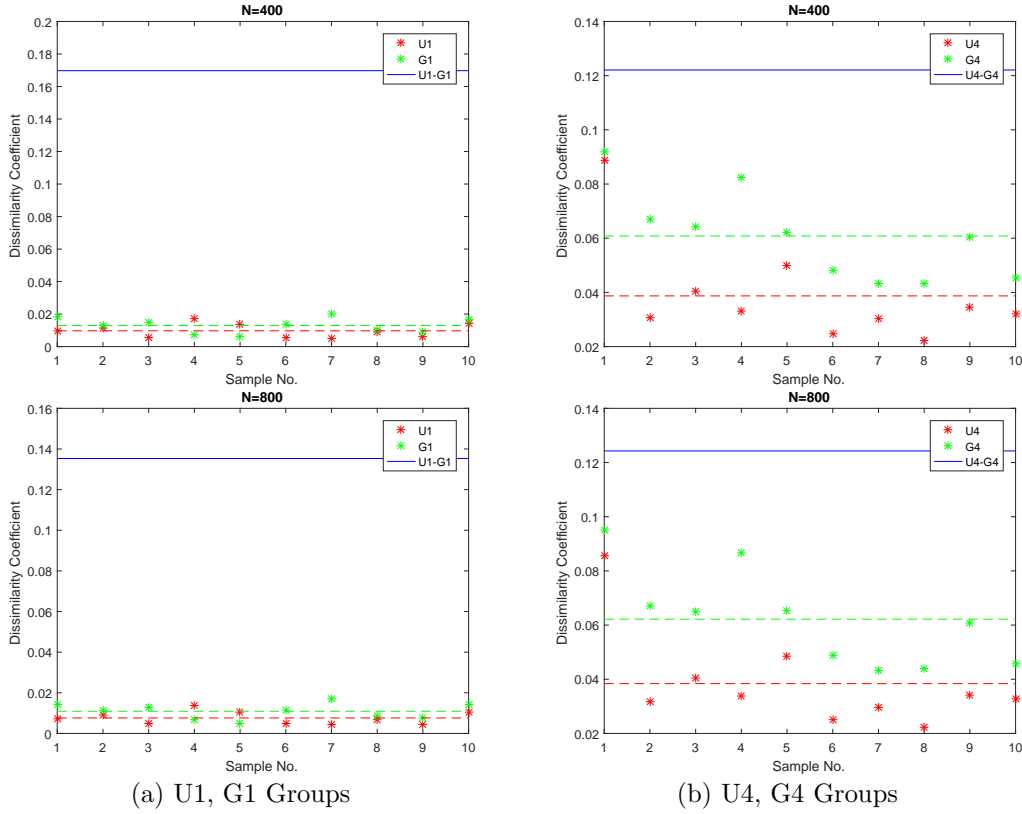 N=400
0.2
0.18
0.16
0.14
0.12
0.1
0.08
0.06
0.04
0.02
0
Dissimilarity Coefficient
U1
G1
U1-G1
1 2 3 4 5 6 7 8 9 10
Sample No.
N=400
0.14
0.12
0.1
0.08
0.06
0.04
0.02
Dissimilarity Coefficient
U4
G4
U4-G4
1 2 3 4 5 6 7 8 9 10
Sample No.
N=800
0.16
0.14
0.12
0.1
0.08
0.06
0.04
0.02
0
Dissimilarity Coefficient
U1
G1
U1-G1
1 2 3 4 5 6 7 8 9 10
Sample No.
N=800
0.14
0.12
0.1
0.08
0.06
0.04
0.02
Dissimilarity Coefficient
U4
G4
U4-G4
1 2 3 4 5 6 7 8 9 10
Sample No.
(a) U1, G1 Groups
(b) U4, G4 Groups